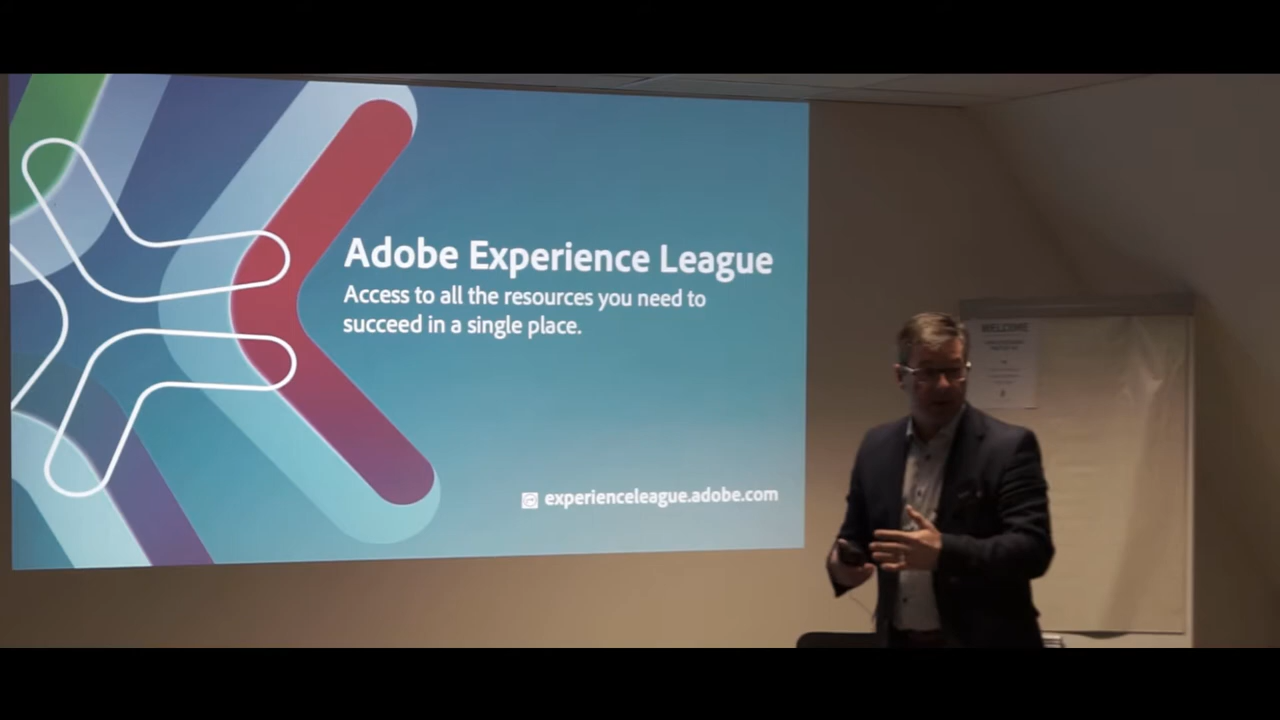 Adobe Experience League
Access to all the resources you need to
succeed in a single place.
experienceleague.adobe.com
WELCOME